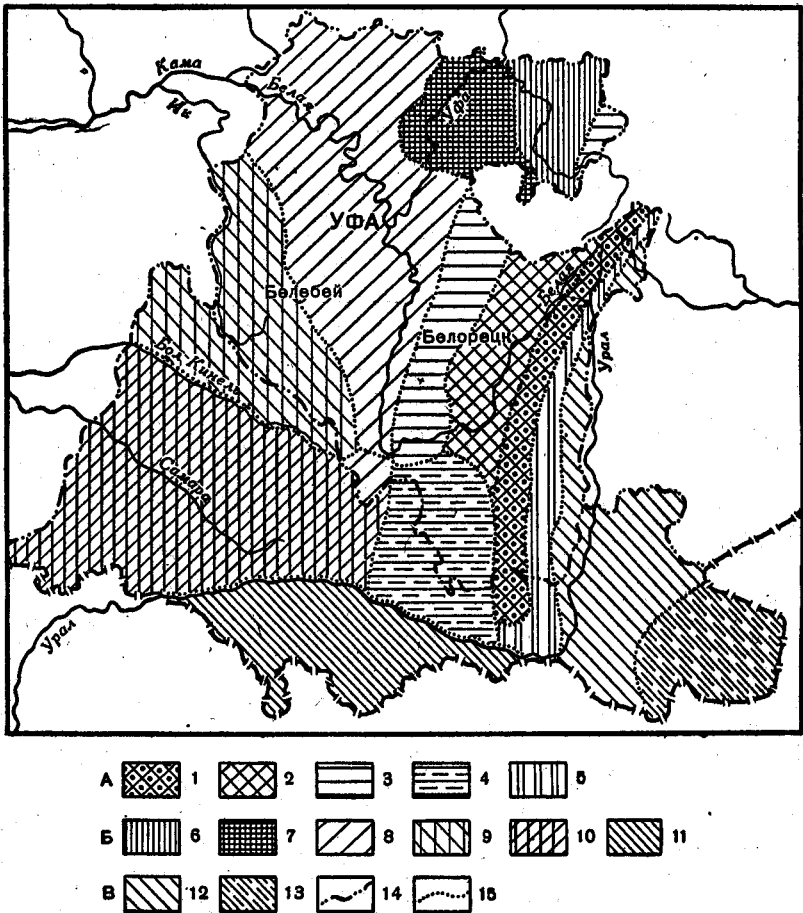 Кама
Белая
Ик
Уфа
УФА
Белебей
Белая
Белорецк
Урал
Бол. Кинель
Самара
Урал
А 1 2 3 4 5
Б 6 7 8 9 10 11
В 12 13 14 15